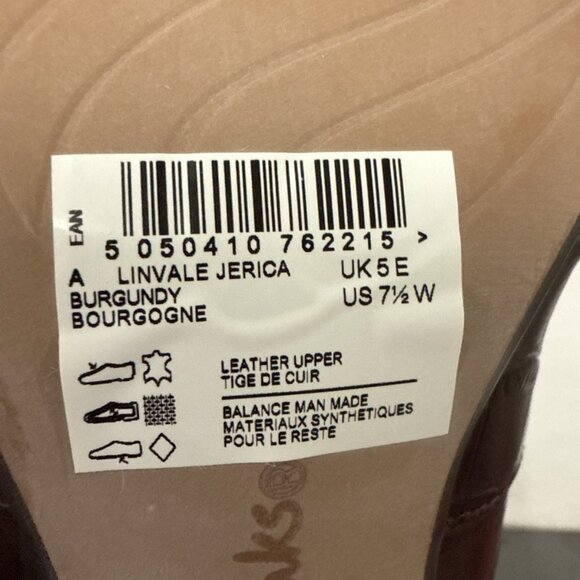 EAN
5 050410 762215 >
A LINVALE JERICA UK 5 E
BURGUNDY US 7½ W
BOURGOGNE
LEATHER UPPER
TIGE DE CUIR
BALANCE MAN MADE
MATERIAUX SYNTHETIQUES
POUR LE RESTE